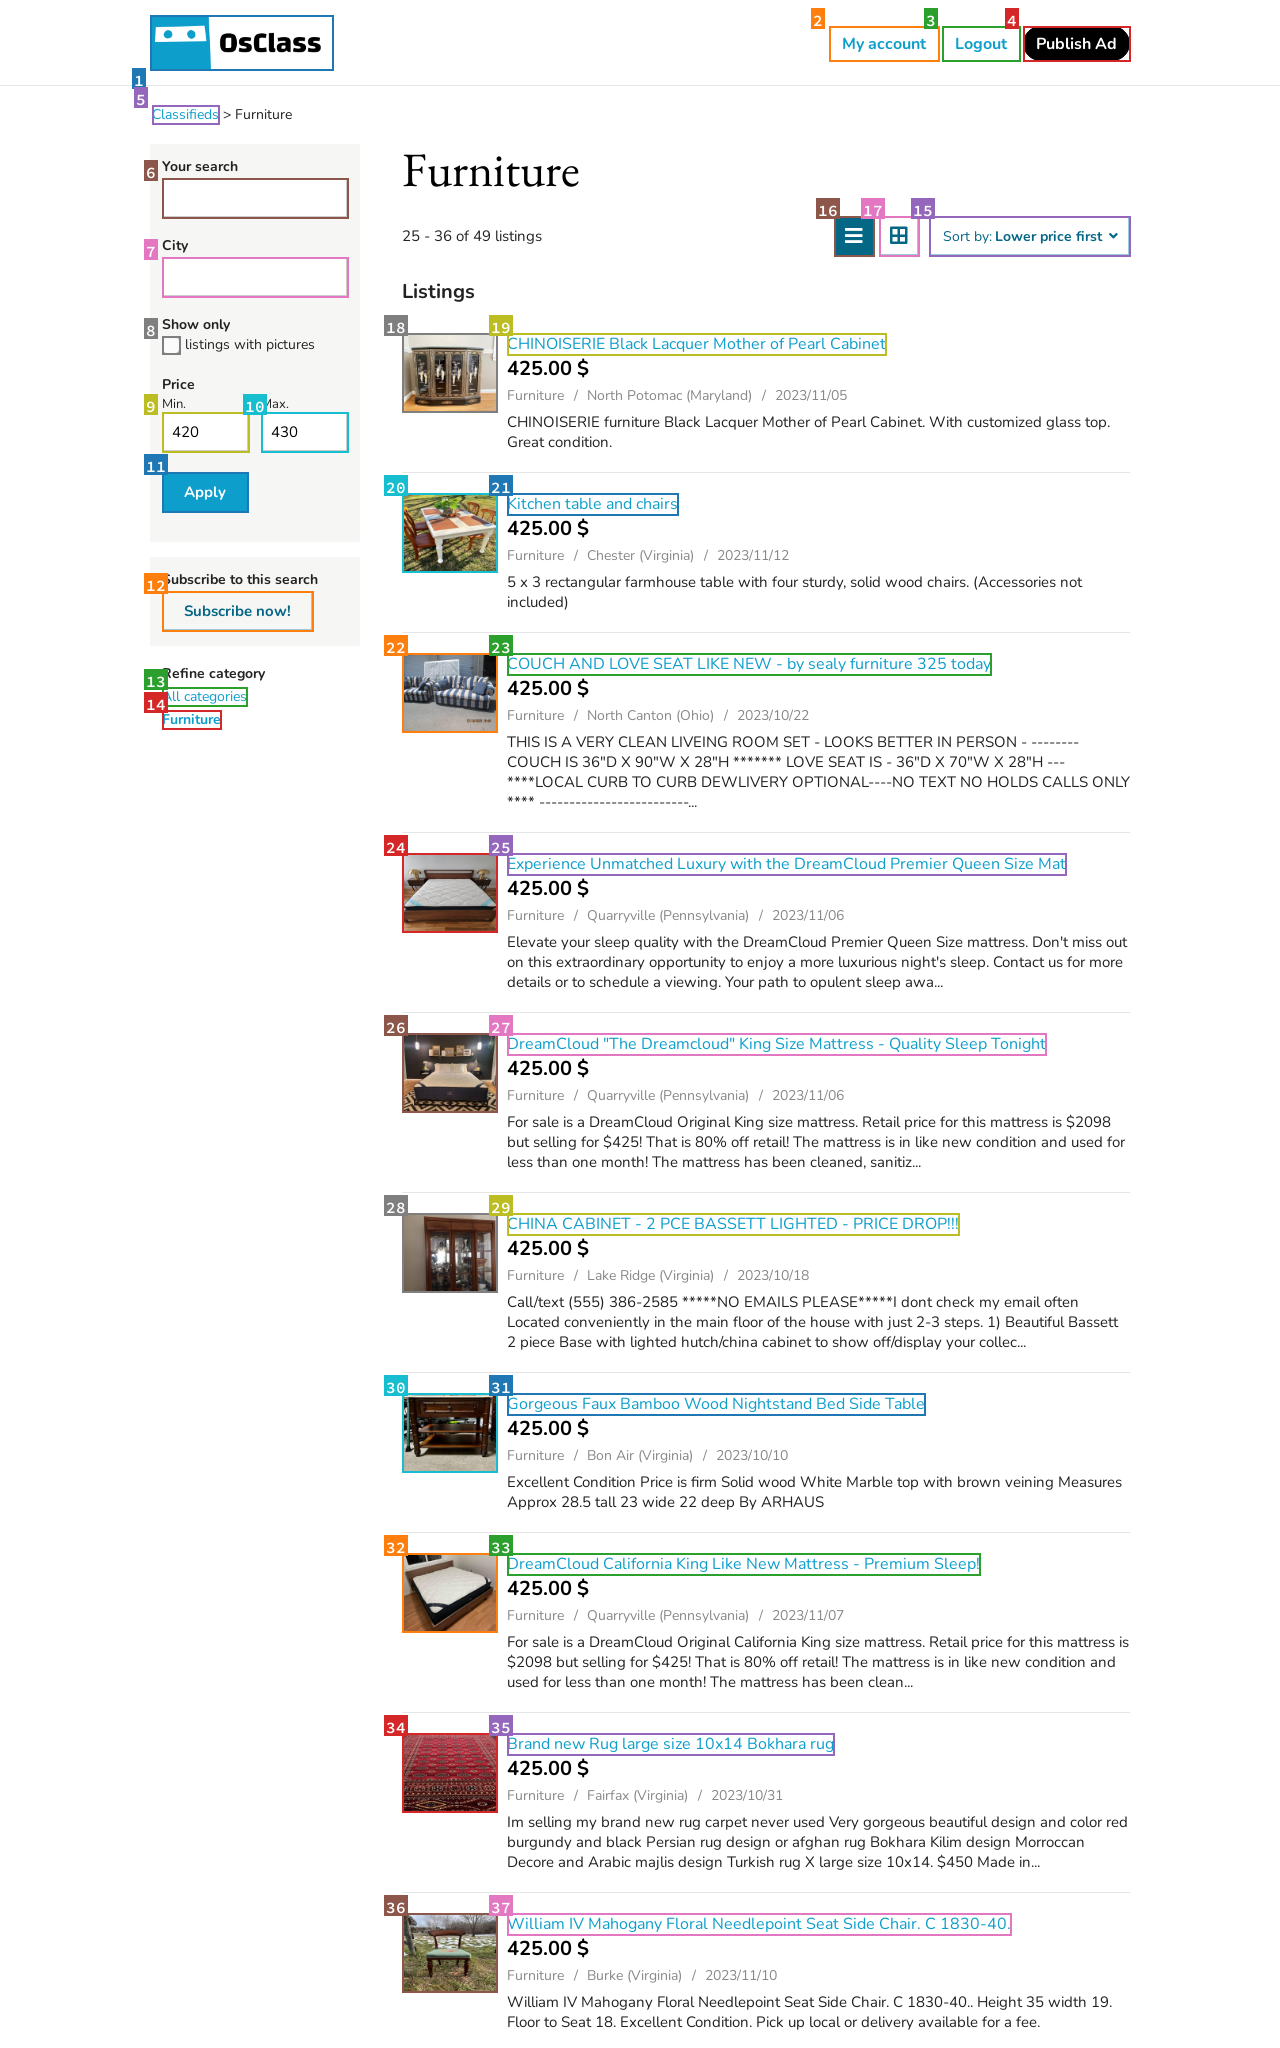 OsClass
2
My account
3
Logout
4
Publish Ad
1
5
Classifieds > Furniture
6
Your search
7
City
8
Show only
listings with pictures
Price
9
Min.
10
Max.
420
430
11
Apply
12
Subscribe to this search
Subscribe now!
13
Refine category
All categories
14
Furniture
Furniture
25 - 36 of 49 listings
16
17
15
Sort by: Lower price first
Listings
18
19
CHINOISERIE Black Lacquer Mother of Pearl Cabinet
425.00 $
Furniture / North Potomac (Maryland) / 2023/11/05
CHINOISERIE furniture Black Lacquer Mother of Pearl Cabinet. With customized glass top.
Great condition.
20
21
Kitchen table and chairs
425.00 $
Furniture / Chester (Virginia) / 2023/11/12
5 x 3 rectangular farmhouse table with four sturdy, solid wood chairs. (Accessories not
included)
22
23
COUCH AND LOVE SEAT LIKE NEW - by sealy furniture 325 today
425.00 $
Furniture / North Canton (Ohio) / 2023/10/22
THIS IS A VERY CLEAN LIVEING ROOM SET - LOOKS BETTER IN PERSON - --------
COUCH IS 36"D X 90"W X 28"H ******* LOVE SEAT IS - 36"D X 70"W X 28"H ---
****LOCAL CURB TO CURB DEWLIVERY OPTIONAL----NO TEXT NO HOLDS CALLS ONLY
**** -------------------------...
24
25
Experience Unmatched Luxury with the DreamCloud Premier Queen Size Mat
425.00 $
Furniture / Quarryville (Pennsylvania) / 2023/11/06
Elevate your sleep quality with the DreamCloud Premier Queen Size mattress. Don't miss out
on this extraordinary opportunity to enjoy a more luxurious night's sleep. Contact us for more
details or to schedule a viewing. Your path to opulent sleep awa...
26
27
DreamCloud "The Dreamcloud" King Size Mattress - Quality Sleep Tonight
425.00 $
Furniture / Quarryville (Pennsylvania) / 2023/11/06
For sale is a DreamCloud Original King size mattress. Retail price for this mattress is $2098
but selling for $425! That is 80% off retail! The mattress is in like new condition and used for
less than one month! The mattress has been cleaned, sanitiz...
28
29
CHINA CABINET - 2 PCE BASSETT LIGHTED - PRICE DROP!!!
425.00 $
Furniture / Lake Ridge (Virginia) / 2023/10/18
Call/text (555) 386-2585 *****NO EMAILS PLEASE*****I dont check my email often
Located conveniently in the main floor of the house with just 2-3 steps. 1) Beautiful Bassett
2 piece Base with lighted hutch/china cabinet to show off/display your collec...
30
31
Gorgeous Faux Bamboo Wood Nightstand Bed Side Table
425.00 $
Furniture / Bon Air (Virginia) / 2023/10/10
Excellent Condition Price is firm Solid wood White Marble top with brown veining Measures
Approx 28.5 tall 23 wide 22 deep By ARHAUS
32
33
DreamCloud California King Like New Mattress - Premium Sleep!
425.00 $
Furniture / Quarryville (Pennsylvania) / 2023/11/07
For sale is a DreamCloud Original California King size mattress. Retail price for this mattress is
$2098 but selling for $425! That is 80% off retail! The mattress is in like new condition and
used for less than one month! The mattress has been clean...
34
35
Brand new Rug large size 10x14 Bokhara rug
425.00 $
Furniture / Fairfax (Virginia) / 2023/10/31
Im selling my brand new rug carpet never used Very gorgeous beautiful design and color red
burgundy and black Persian rug design or afghan rug Bokhara Kilim design Morroccan
Decore and Arabic majlis design Turkish rug X large size 10x14. $450 Made in...
36
37
William IV Mahogany Floral Needlepoint Seat Side Chair. C 1830-40.
425.00 $
Furniture / Burke (Virginia) / 2023/11/10
William IV Mahogany Floral Needlepoint Seat Side Chair. C 1830-40.. Height 35 width 19.
Floor to Seat 18. Excellent Condition. Pick up local or delivery available for a fee.